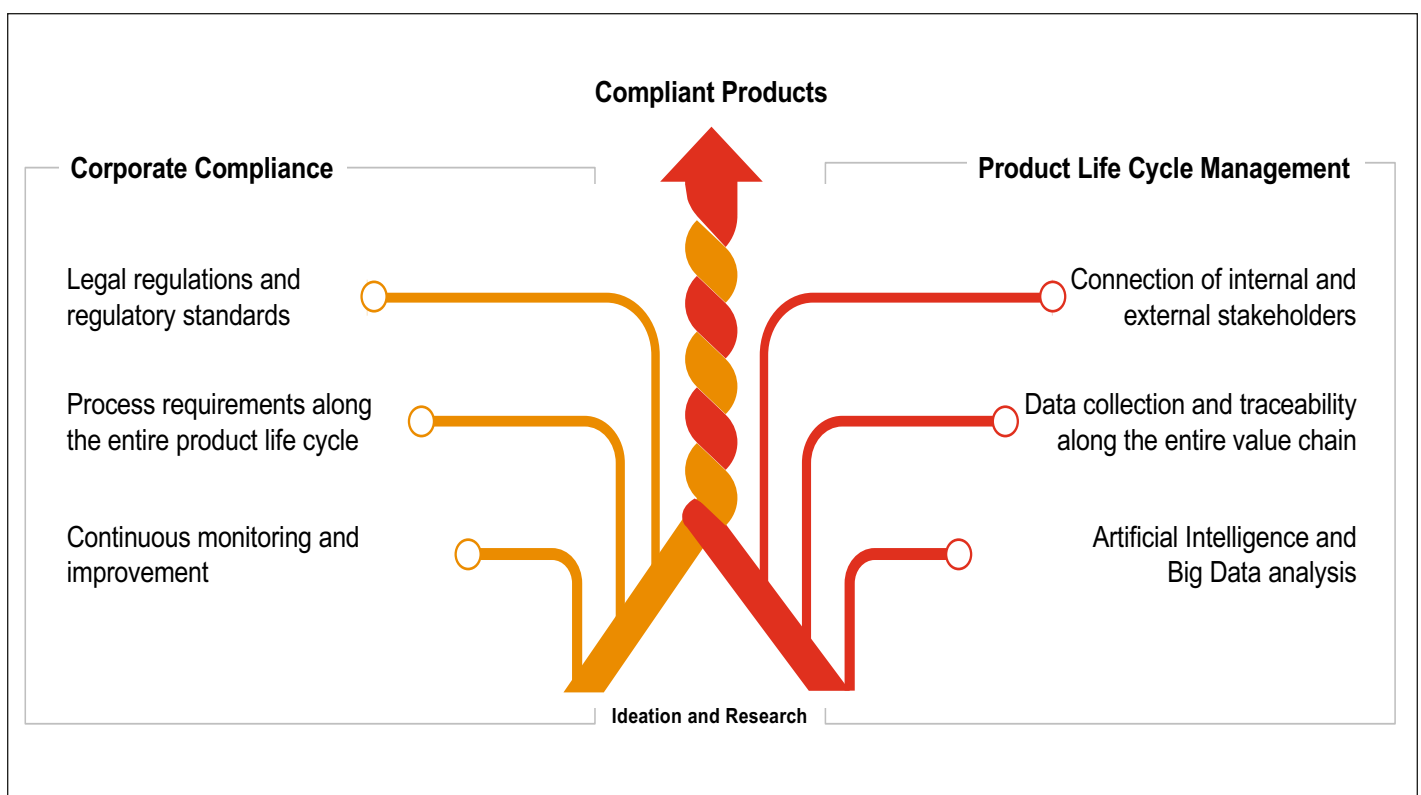 Compliant Products
Corporate Compliance
Legal regulations and
regulatory standards
Process requirements along
the entire product life cycle
Continuous monitoring and
improvement
Product Life Cycle Management
Connection of internal and
external stakeholders
Data collection and traceability
along the entire value chain
Artificial Intelligence and
Big Data analysis
Ideation and Research